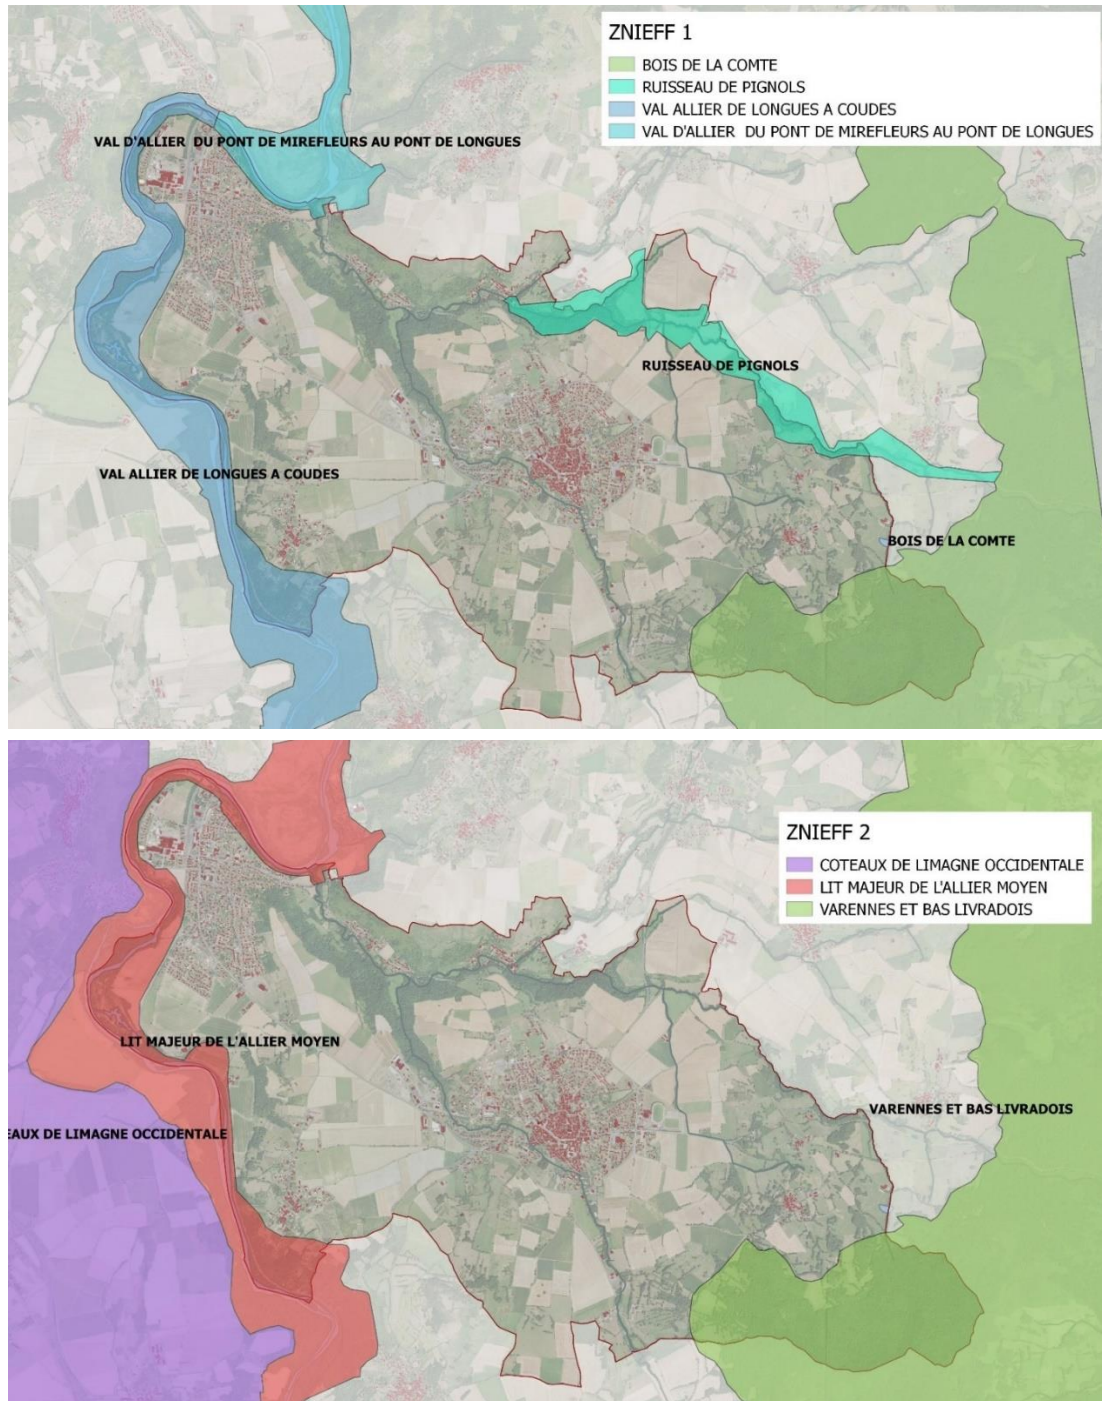 ZNIEFF 1
BOIS DE LA COMTE
RUISSEAU DE PIGNOLS
VAL ALLIER DE LONGUES A COUDES
VAL D'ALLIER DU PONT DE MIREFLEURS AU PONT DE LONGUES
VAL D'ALLIER DU PONT DE MIREFLEURS AU PONT DE LONGUES
RUISSEAU DE PIGNOLS
VAL ALLIER DE LONGUES A COUDES
BOIS DE LA COMTE
ZNIEFF 2
COTEAUX DE LIMAGNE OCCIDENTALE
LIT MAJEUR DE L'ALLIER MOYEN
VARENNES ET BAS LIVRADOIS
LIT MAJEUR DE L'ALLIER MOYEN
VARENNES ET BAS LIVRADOIS
EAUX DE LIMAGNE OCCIDENTALE